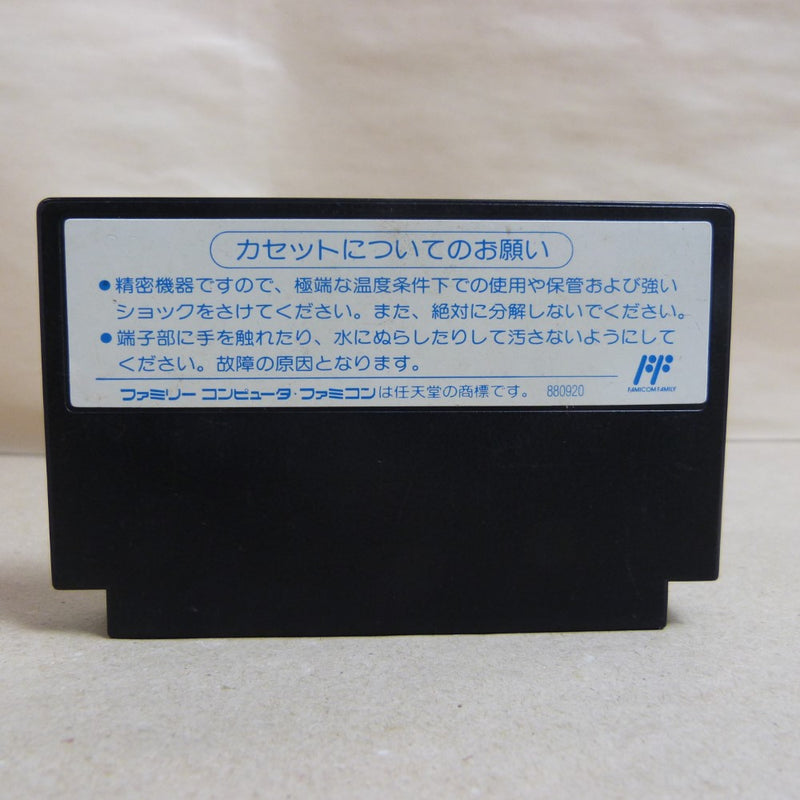 カセットについてのお願い
●精密機器ですので、極端な温度条件下での使用や保管および強い
ショックをさけてください。また、絶対に分解しないでください。
●端子部に手を触れたり、水にぬらしたりして汚さないようにして
ください。故障の原因となります。
FAMICOM FAMILY
ファミリー コンピュータ・ファミコンは任天堂の商標です。 880920